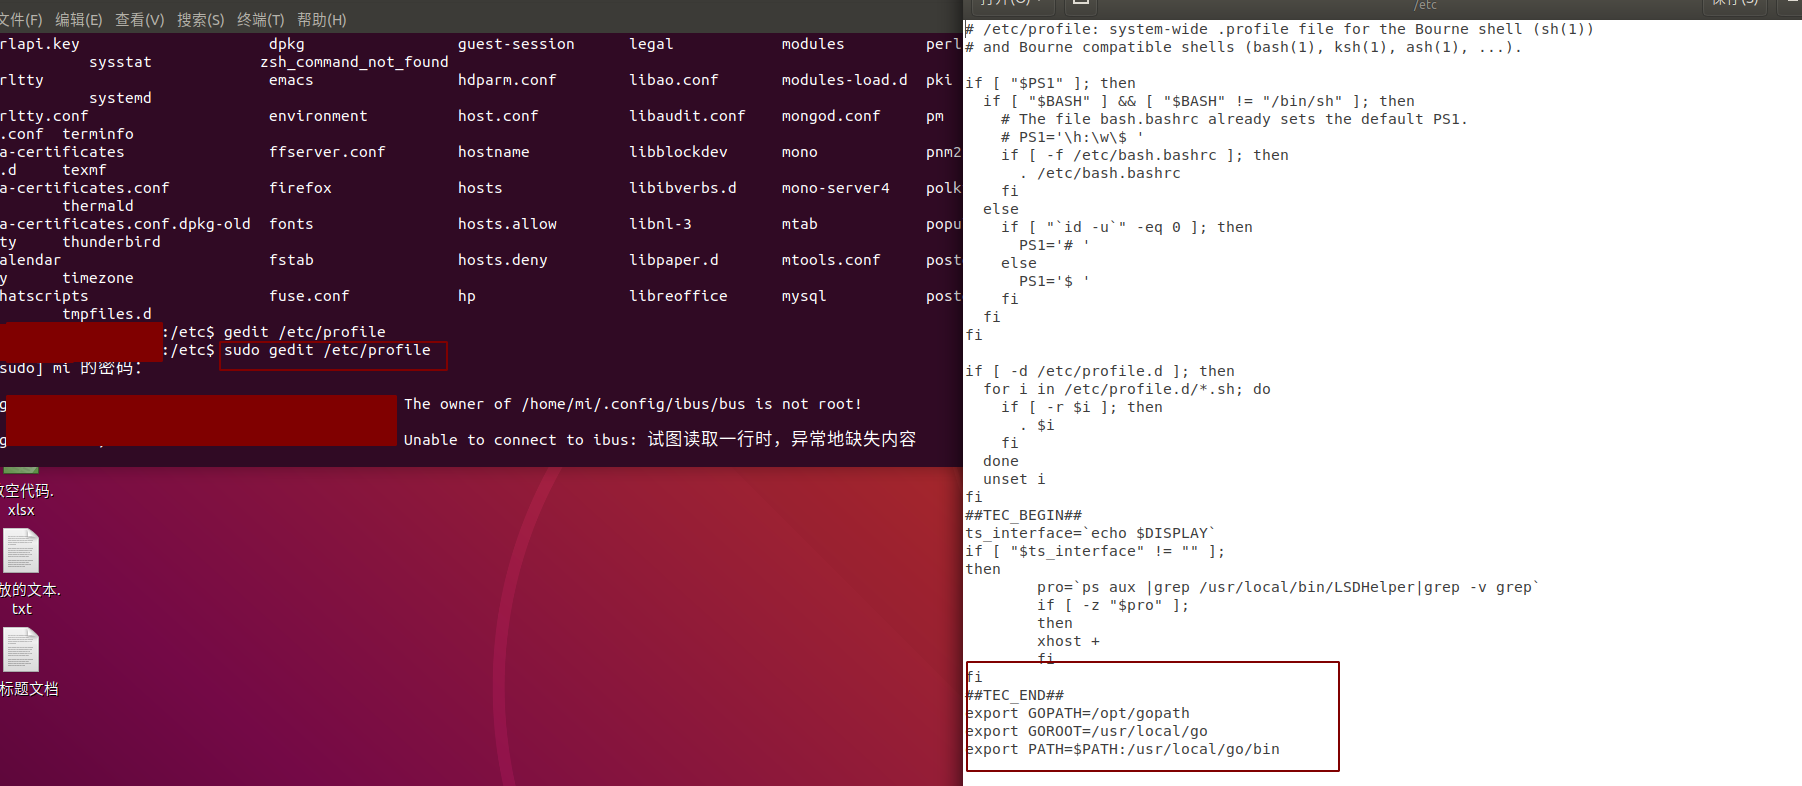 文件(F) 编辑(E) 查看(V) 搜索(S) 终端(T) 帮助(H)
rlapi.key dpkg guest-session legal modules perl
sysstat zsh_command_not_found
rltty emacs hdparm.conf libao.conf modules-load.d pki
systemd
rltty.conf environment host.conf libaudit.conf mongod.conf pm
.conf terminfo
a-certificates ffserver.conf hostname libblockdev mono pnm2
.d texmf
a-certificates.conf firefox hosts libibverbs.d mono-server4 polk
thermald
a-certificates.conf.dpkg-old fonts hosts.allow libnl-3 mtab popu
ty thunderbird
alendar fstab hosts.deny libpaper.d mtools.conf post
y timezone
hatscripts fuse.conf hp libreoffice mysql post
tmpfiles.d
:/etc$ gedit /etc/profile
:/etc$ sudo gedit /etc/profile
sudo] mi 的密码：
The owner of /home/mi/.config/ibus/bus is not root!
Unable to connect to ibus: 试图读取一行时，异常地缺失内容
空代码.
xlsx
放的文本.
txt
标题文档
打开(O)
/etc
保存(S)
# /etc/profile: system-wide .profile file for the Bourne shell (sh(1))
# and Bourne compatible shells (bash(1), ksh(1), ash(1), ...).
if [ "$PS1" ]; then
if [ "$BASH" ] && [ "$BASH" != "/bin/sh" ]; then
# The file bash.bashrc already sets the default PS1.
# PS1='\h:\w\$ '
if [ -f /etc/bash.bashrc ]; then
. /etc/bash.bashrc
fi
else
if [ "`id -u`" -eq 0 ]; then
PS1='# '
else
PS1='$ '
fi
fi
fi
if [ -d /etc/profile.d ]; then
for i in /etc/profile.d/*.sh; do
if [ -r $i ]; then
. $i
fi
done
unset i
fi
##TEC_BEGIN##
ts_interface=`echo $DISPLAY`
if [ "$ts_interface" != "" ];
then
pro=`ps aux |grep /usr/local/bin/LSDHelper|grep -v grep`
if [ -z "$pro" ];
then
xhost +
fi
fi
##TEC_END##
export GOPATH=/opt/gopath
export GOROOT=/usr/local/go
export PATH=$PATH:/usr/local/go/bin